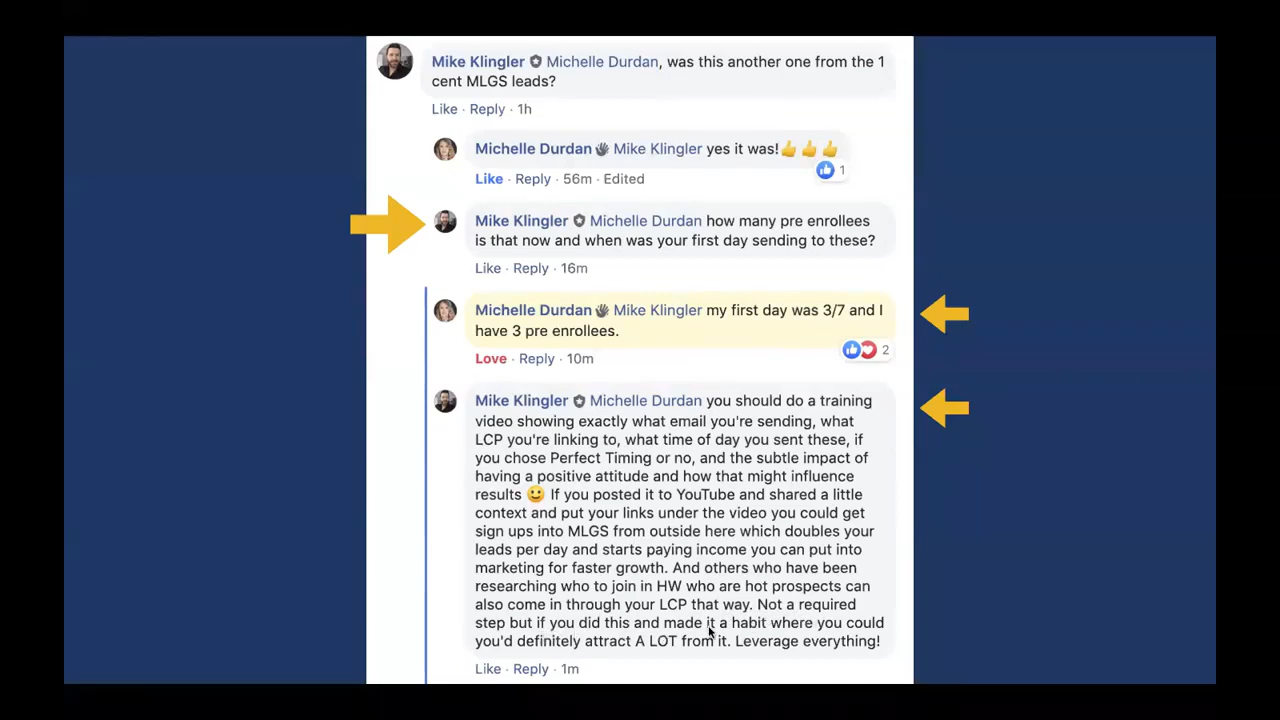 Mike Klingler Michelle Durdan, was this another one from the 1
cent MLGS leads?
Like · Reply · 1h
Michelle Durdan Mike Klingler yes it was!👍👍👍
1
Like · Reply · 56m · Edited
Mike Klingler Michelle Durdan how many pre enrollees
is that now and when was your first day sending to these?
Like · Reply · 16m
Michelle Durdan Mike Klingler my first day was 3/7 and I
have 3 pre enrollees.
2
Love · Reply · 10m
Mike Klingler Michelle Durdan you should do a training
video showing exactly what email you're sending, what
LCP you're linking to, what time of day you sent these, if
you chose Perfect Timing or no, and the subtle impact of
having a positive attitude and how that might influence
results 😀 If you posted it to YouTube and shared a little
context and put your links under the video you could get
sign ups into MLGS from outside here which doubles your
leads per day and starts paying income you can put into
marketing for faster growth. And others who have been
researching who to join in HW who are hot prospects can
also come in through your LCP that way. Not a required
step but if you did this and made it a habit where you could
you'd definitely attract A LOT from it. Leverage everything!
Like · Reply · 1m